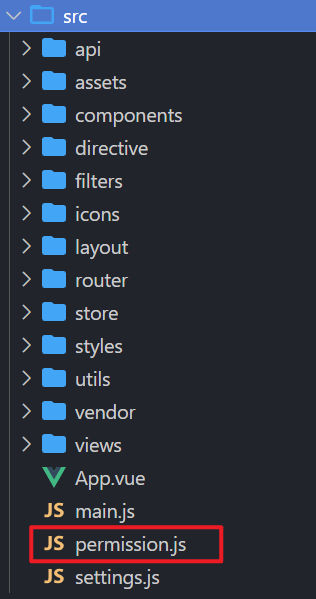 src
api
assets
components
directive
filters
icons
layout
router
store
styles
utils
vendor
views
App.vue
JS main.js
JS permission.js
JS settings.js